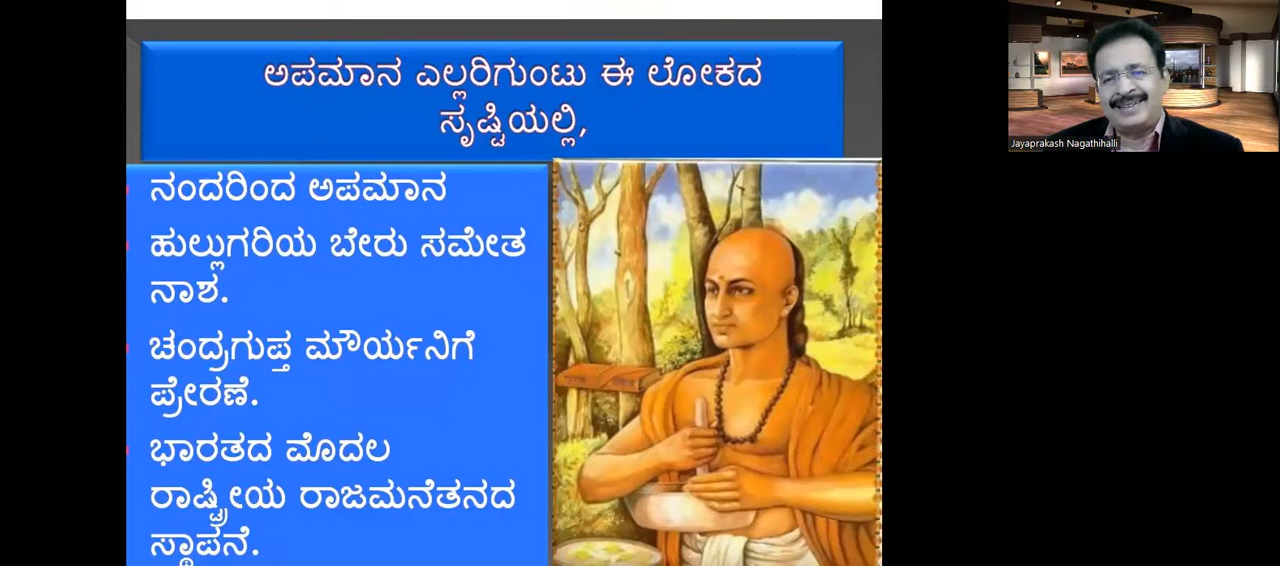 ಅಪಮಾನ ಎಲ್ಲರಿಗುಂಟು ಈ ಲೋಕದ
ಸೃಷ್ಟಿಯಲ್ಲಿ,
ನಂದರಿಂದ ಅಪಮಾನ
ಹುಲ್ಲುಗರಿಯ ಬೇರು ಸಮೇತ
ನಾಶ.
ಚಂದ್ರಗುಪ್ತ ಮೌರ್ಯನಿಗೆ
ಪ್ರೇರಣೆ.
ಭಾರತದ ಮೊದಲ
ರಾಷ್ಟ್ರೀಯ ರಾಜಮನೆತನದ
ಸ್ಥಾಪನೆ.
Jayaprakash Nagathihalli